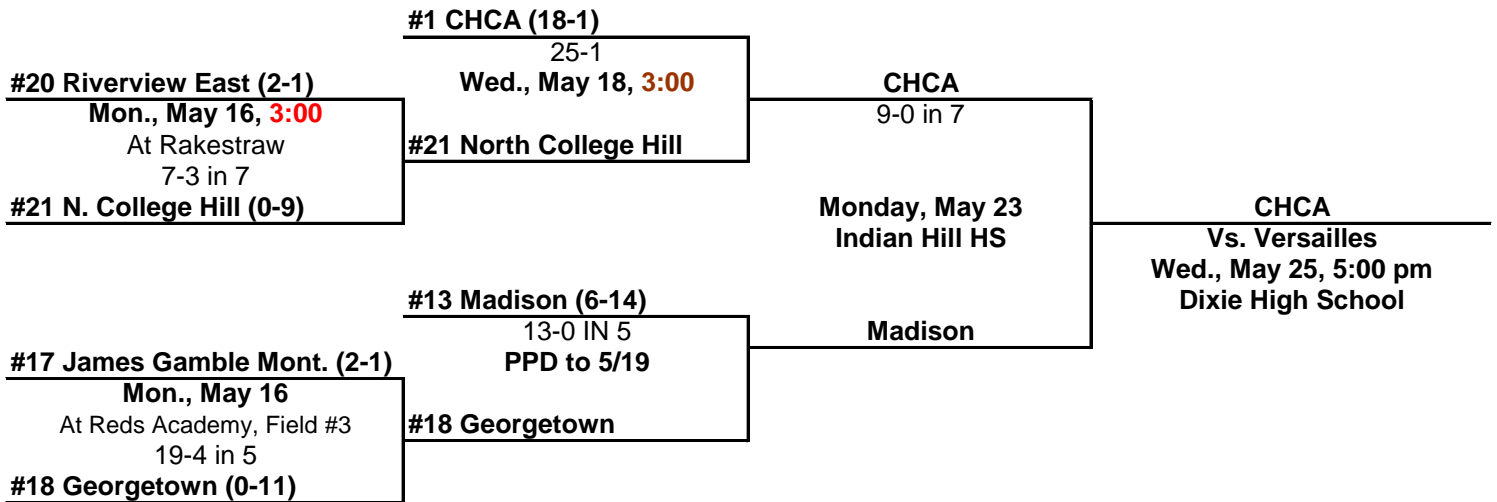 #1 CHCA (18-1)
25-1
Wed., May 18, 3:00
#20 Riverview East (2-1)
Mon., May 16, 3:00
At Rakestraw
7-3 in 7
#21 N. College Hill (0-9)
#21 North College Hill
CHCA
9-0 in 7
Monday, May 23
Indian Hill HS
CHCA
Vs. Versailles
Wed., May 25, 5:00 pm
Dixie High School
#13 Madison (6-14)
13-0 IN 5
PPD to 5/19
Madison
#17 James Gamble Mont. (2-1)
Mon., May 16
At Reds Academy, Field #3
19-4 in 5
#18 Georgetown (0-11)
#18 Georgetown